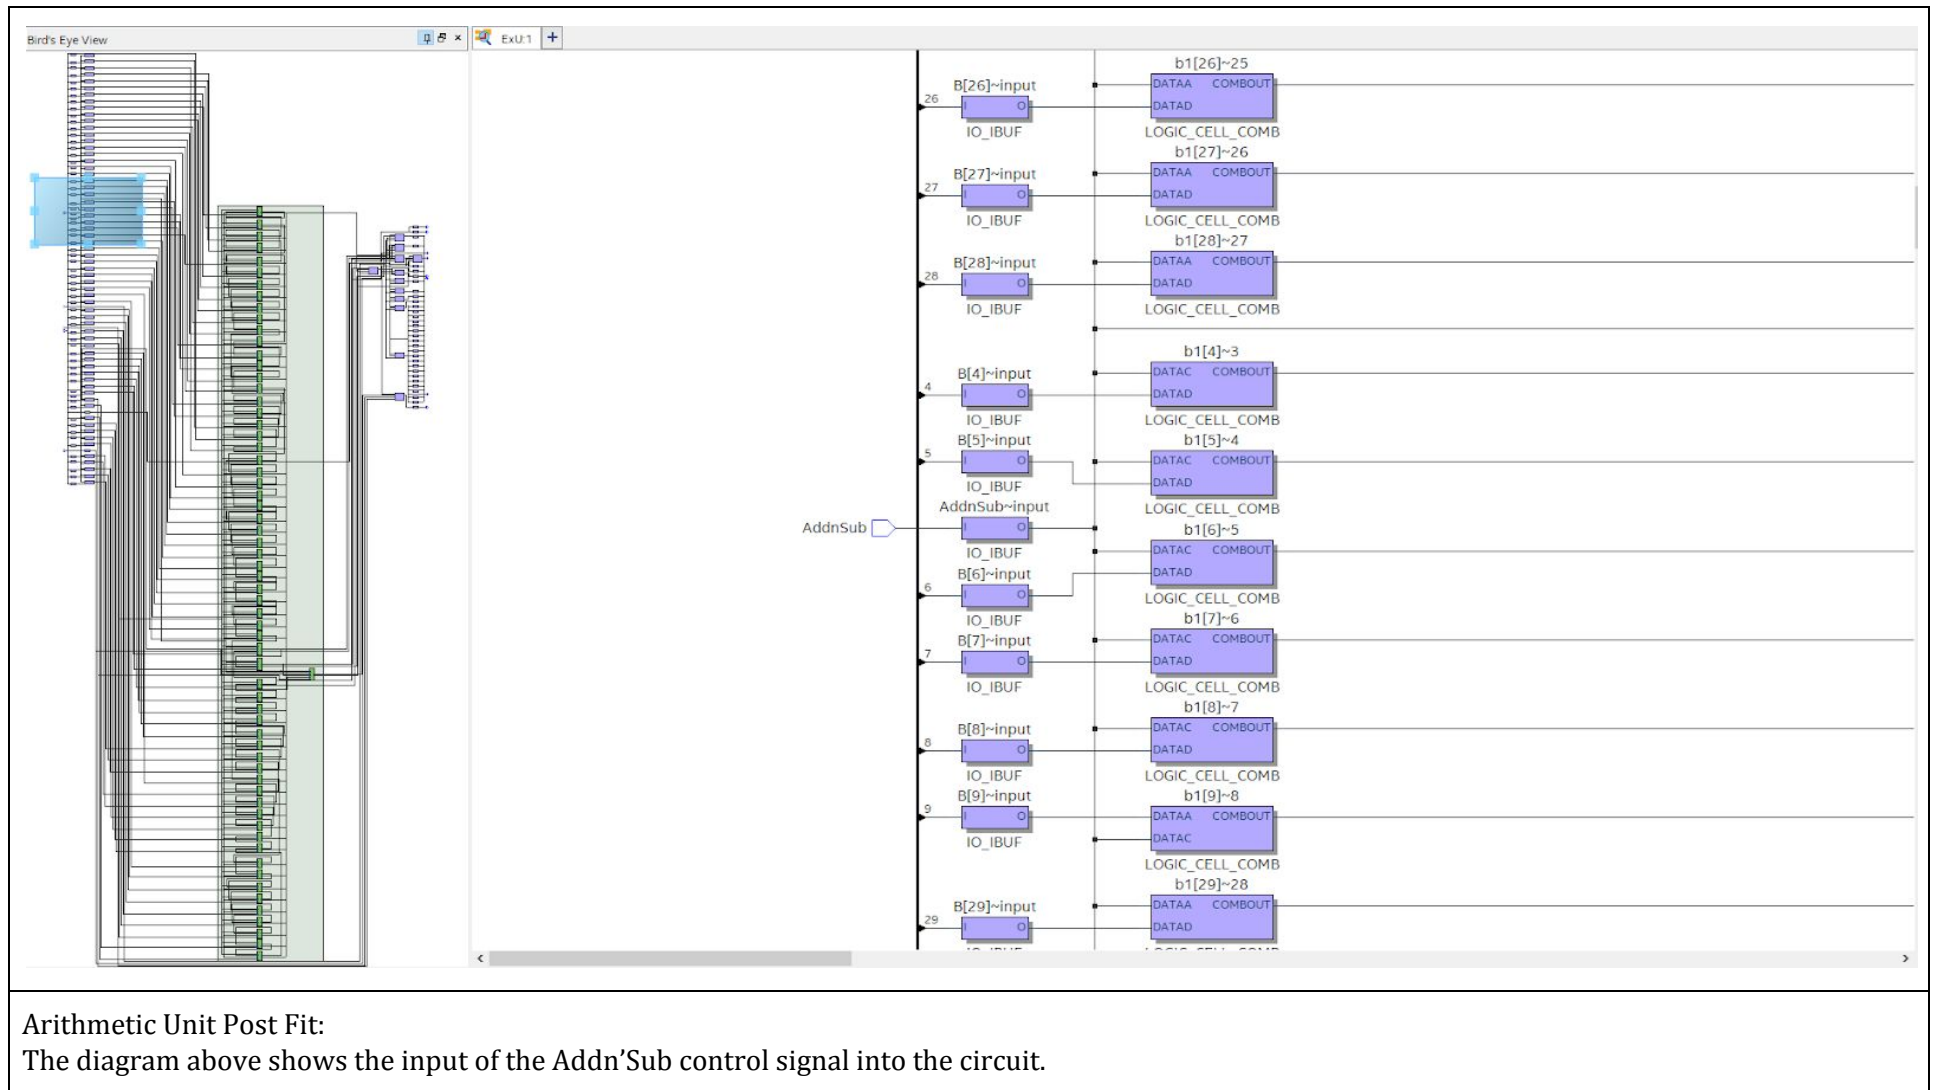 Bird's Eye View
ExU:1
b1[26]~25
B[26]~input
DATAA COMBOUT
26
I O
DATAD
IO_IBUF
LOGIC_CELL_COMB
b1[27]~26
B[27]~input
DATAA COMBOUT
27
I O
DATAD
IO_IBUF
LOGIC_CELL_COMB
b1[28]~27
B[28]~input
DATAA COMBOUT
28
I O
DATAD
IO_IBUF
LOGIC_CELL_COMB
b1[4]~3
B[4]~input
DATAC COMBOUT
4
I O
DATAD
IO_IBUF
LOGIC_CELL_COMB
B[5]~input
b1[5]~4
5
I O
DATAC COMBOUT
DATAD
IO_IBUF
AddnSub~input
LOGIC_CELL_COMB
AddnSub
I O
b1[6]~5
IO_IBUF
DATAC COMBOUT
B[6]~input
DATAD
6
I O
LOGIC_CELL_COMB
IO_IBUF
b1[7]~6
B[7]~input
DATAC COMBOUT
7
I O
DATAD
IO_IBUF
LOGIC_CELL_COMB
b1[8]~7
B[8]~input
DATAC COMBOUT
8
I O
DATAD
IO_IBUF
LOGIC_CELL_COMB
B[9]~input
b1[9]~8
9
I O
DATAA COMBOUT
DATAC
IO_IBUF
LOGIC_CELL_COMB
b1[29]~28
B[29]~input
DATAA COMBOUT
29
I O
DATAD
Arithmetic Unit Post Fit:
The diagram above shows the input of the Addn’Sub control signal into the circuit.